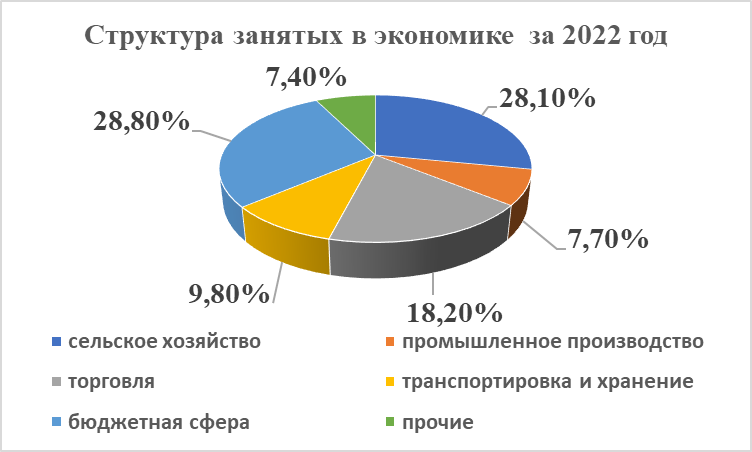 Структура занятых в экономике за 2022 год
7,40%
28,10%
28,80%
7,70%
9,80%
18,20%
сельское хозяйство
промышленное производство
торговля
транспортировка и хранение
бюджетная сфера
прочие